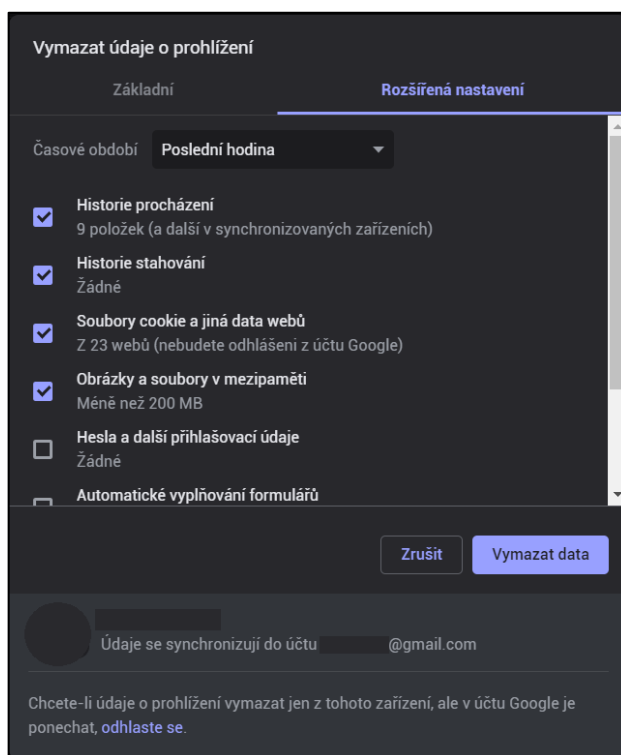 Vymazat údaje o prohlížení
Základní
Rozšířená nastavení
Časové období
Poslední hodina
Historie procházení
9 položek (a další v synchronizovaných zařízeních)
Historie stahování
Žádné
Soubory cookie a jiná data webů
Z 23 webů (nebudete odhlášeni z účtu Google)
Obrázky a soubory v mezipaměti
Méně než 200 MB
Hesla a další přihlašovací údaje
Žádné
Automatické vyplňování formulářů
Zrušit
Vymazat data
Údaje se synchronizují do účtu @gmail.com
Chcete-li údaje o prohlížení vymazat jen z tohoto zařízení, ale v účtu Google je
ponechat, odhlaste se.